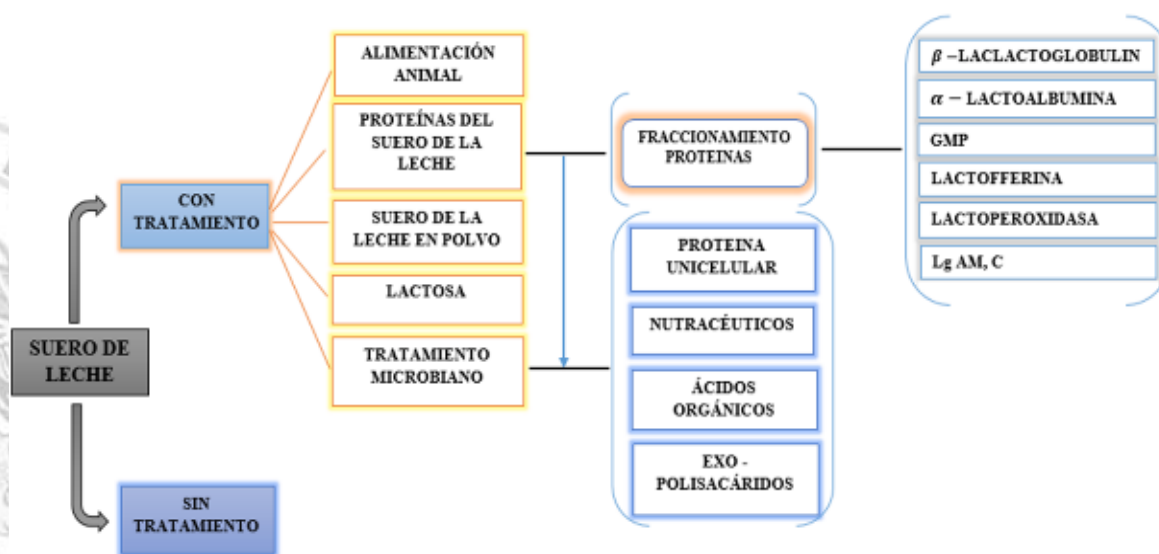 SUERO DE
LECHE
CON
TRATAMIENTO
SIN
TRATAMIENTO
ALIMENTACIÓN
ANIMAL
PROTEÍNAS DEL
SUERO DE LA
LECHE
SUERO DE LA
LECHE EN POLVO
LACTOSA
TRATAMIENTO
MICROBIANO
FRACCIONAMIENTO
PROTEINAS
PROTEINA
UNICELULAR
NUTRACÉUTICOS
ÁCIDOS
ORGÁNICOS
EXO -
POLISACÁRIDOS
β –LACLACTOGLOBULIN
α – LACTOALBUMINA
GMP
LACTOFFERINA
LACTOPEROXIDASA
Lg AM, C